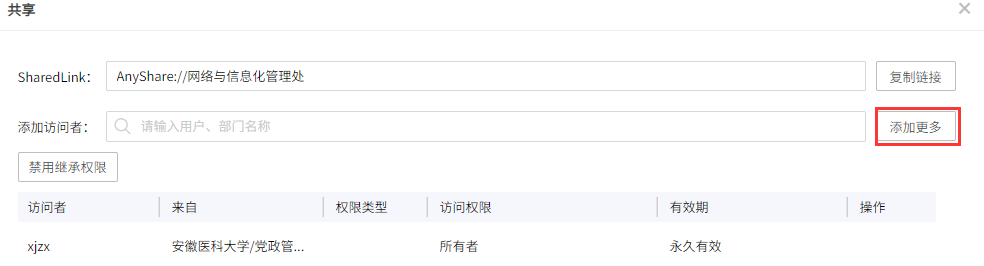 共享
SharedLink： AnyShare://网络与信息化管理处 复制链接
添加访问者： 请输入用户、部门名称 添加更多
禁用继承权限
访问者 来自 权限类型 访问权限 有效期 操作
xjzx 安徽医科大学/党政管... 所有者 永久有效